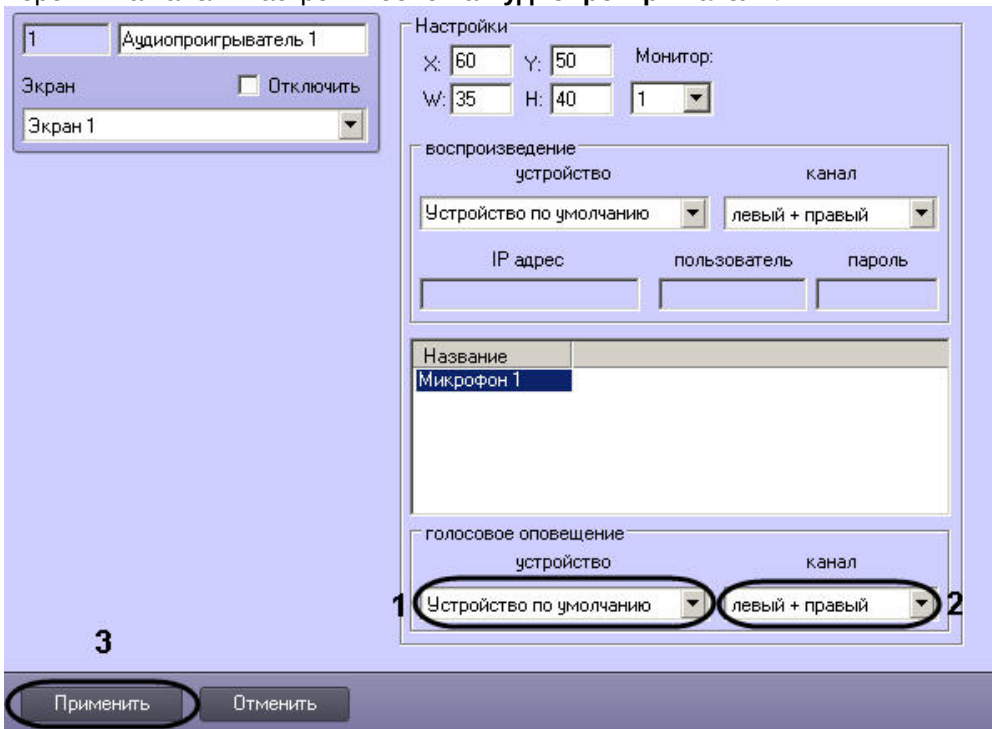 1 Аудиопроигрыватель 1
Экран Отключить
Экран 1
Настройки
X: 60 Y: 50 Монитор:
W: 35 H: 40 1
воспроизведение
устройство канал
Устройство по умолчанию левый + правый
IP адрес пользователь пароль
Название
Микрофон 1
голосовое оповещение
устройство канал
1 Устройство по умолчанию левый + правый 2
3
Применить Отменить